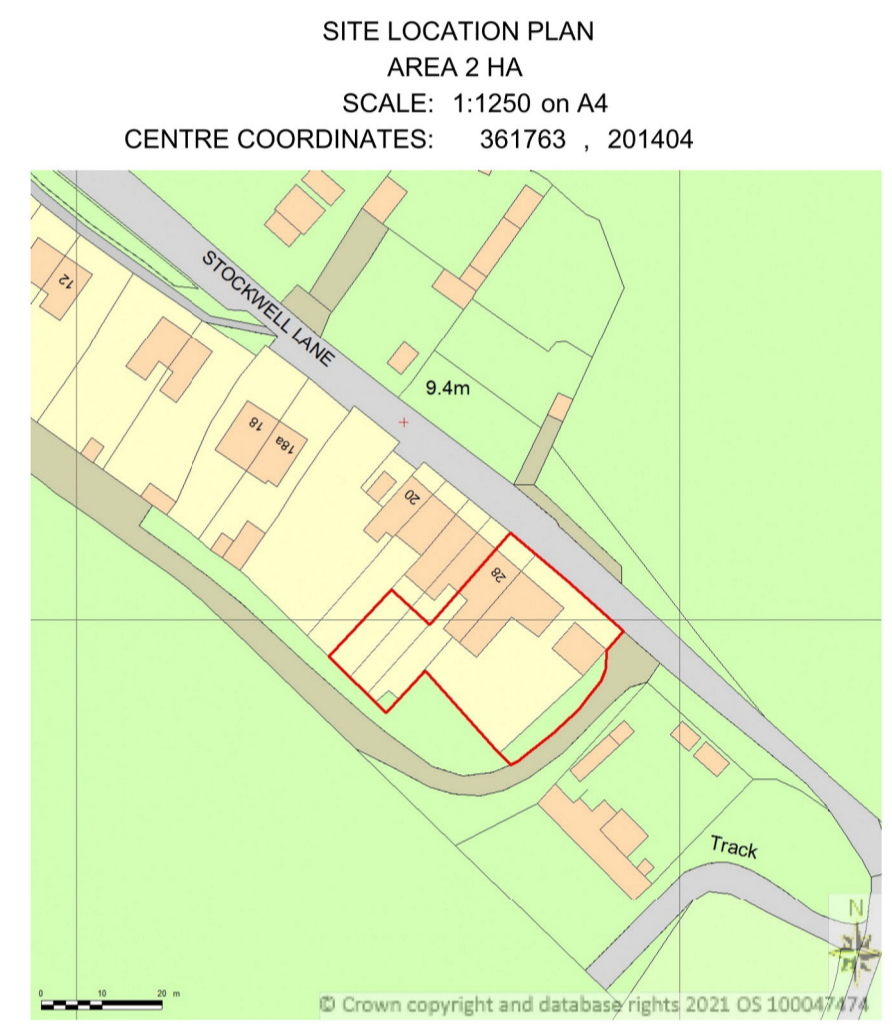 SITE LOCATION PLAN
AREA 2 HA
SCALE: 1:1250 on A4
CENTRE COORDINATES: 361763 , 201404
STOCKWELL LANE
12
9.4m
18
18a
20
28
Track
N
0 10 20 m
© Crown copyright and database rights 2021 OS 100047474